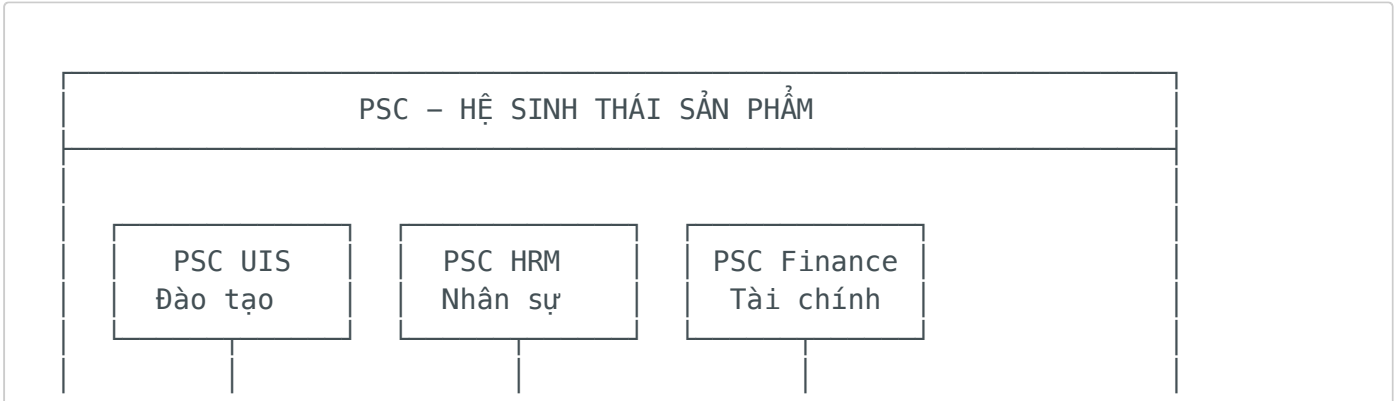 PSC – HỆ SINH THÁI SẢN PHẨM
PSC UIS PSC HRM PSC Finance
Đào tạo Nhân sự Tài chính